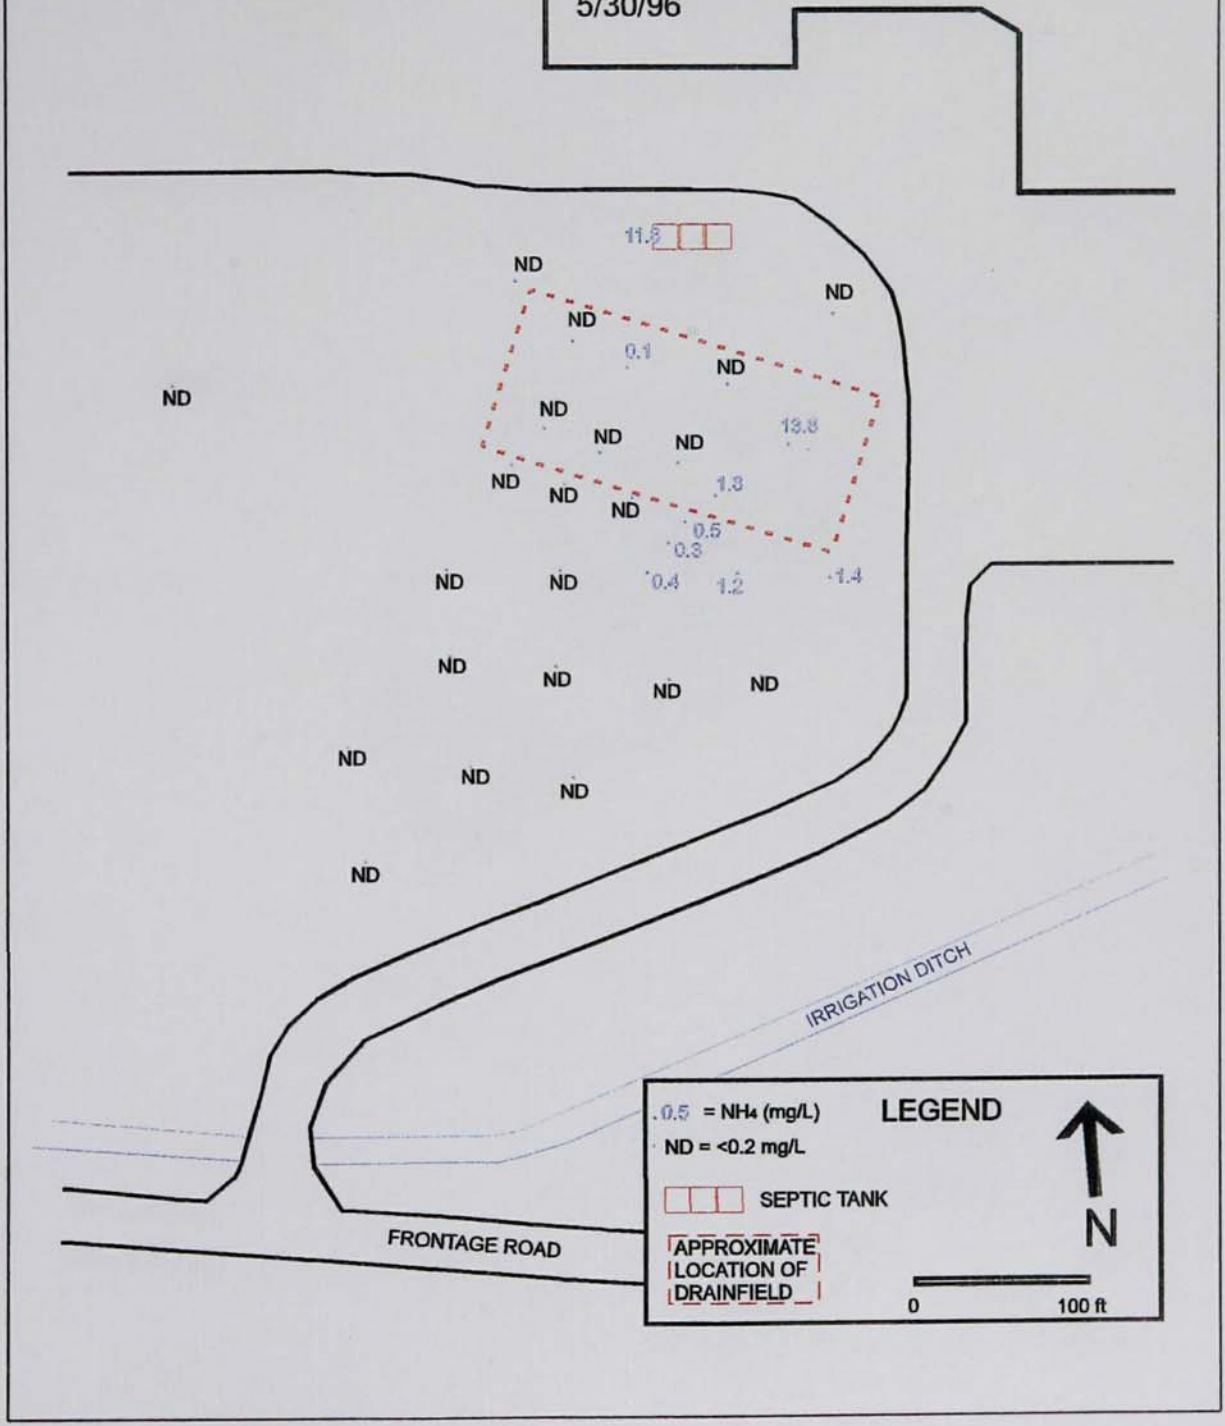 5/30/96
11.8
ND
ND
ND
0.1
ND
ND
ND
13.8
ND
ND
ND
ND
1.3
ND
ND
0.5
0.3
ND
ND
0.4
1.2
1.4
ND
ND
ND
ND
ND
ND
ND
ND
IRRIGATION DITCH
FRONTAGE ROAD
LEGEND
0.5 = NH4 (mg/L)
ND = <0.2 mg/L
SEPTIC TANK
APPROXIMATE
LOCATION OF
DRAINFIELD
N
0 100 ft